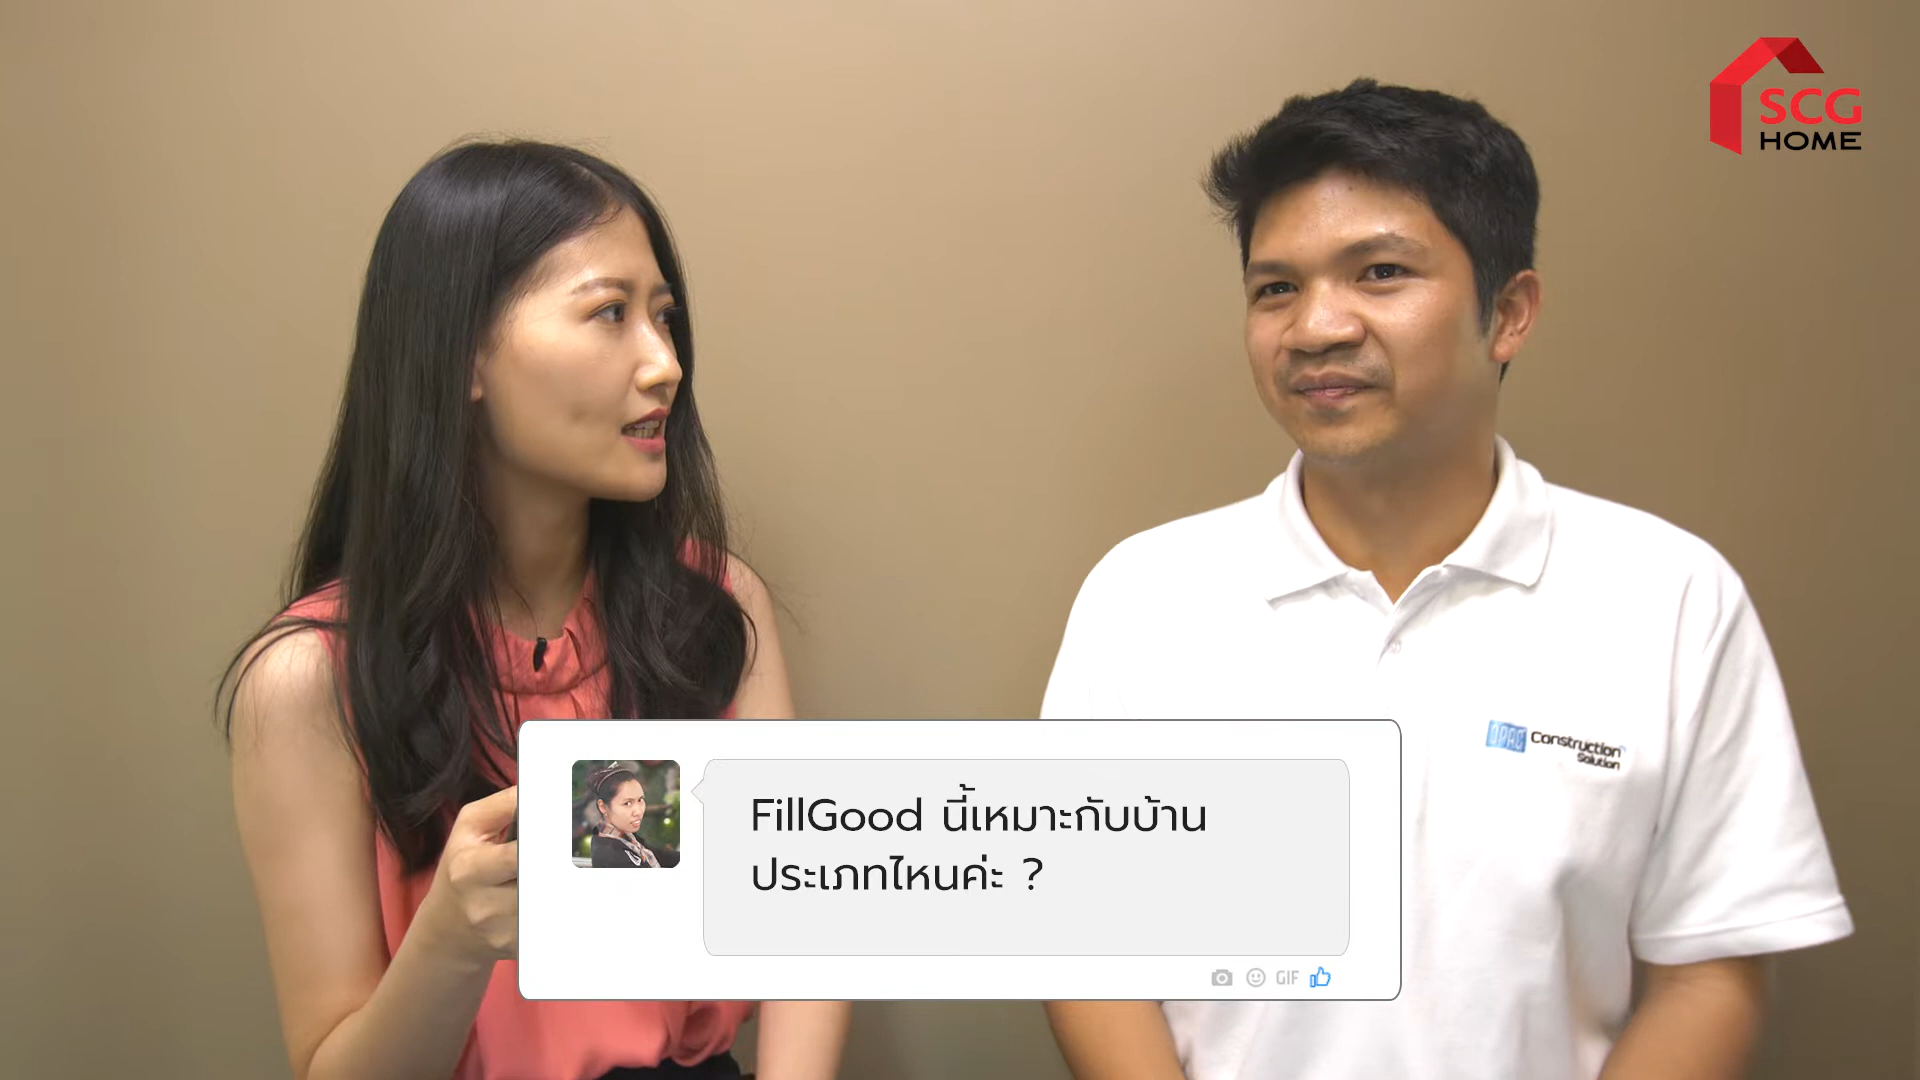 SCG
HOME
CPAC Construction
Solution
FillGood นี้เหมาะกับบ้าน
ประเภทไหนค่ะ ?
GIF